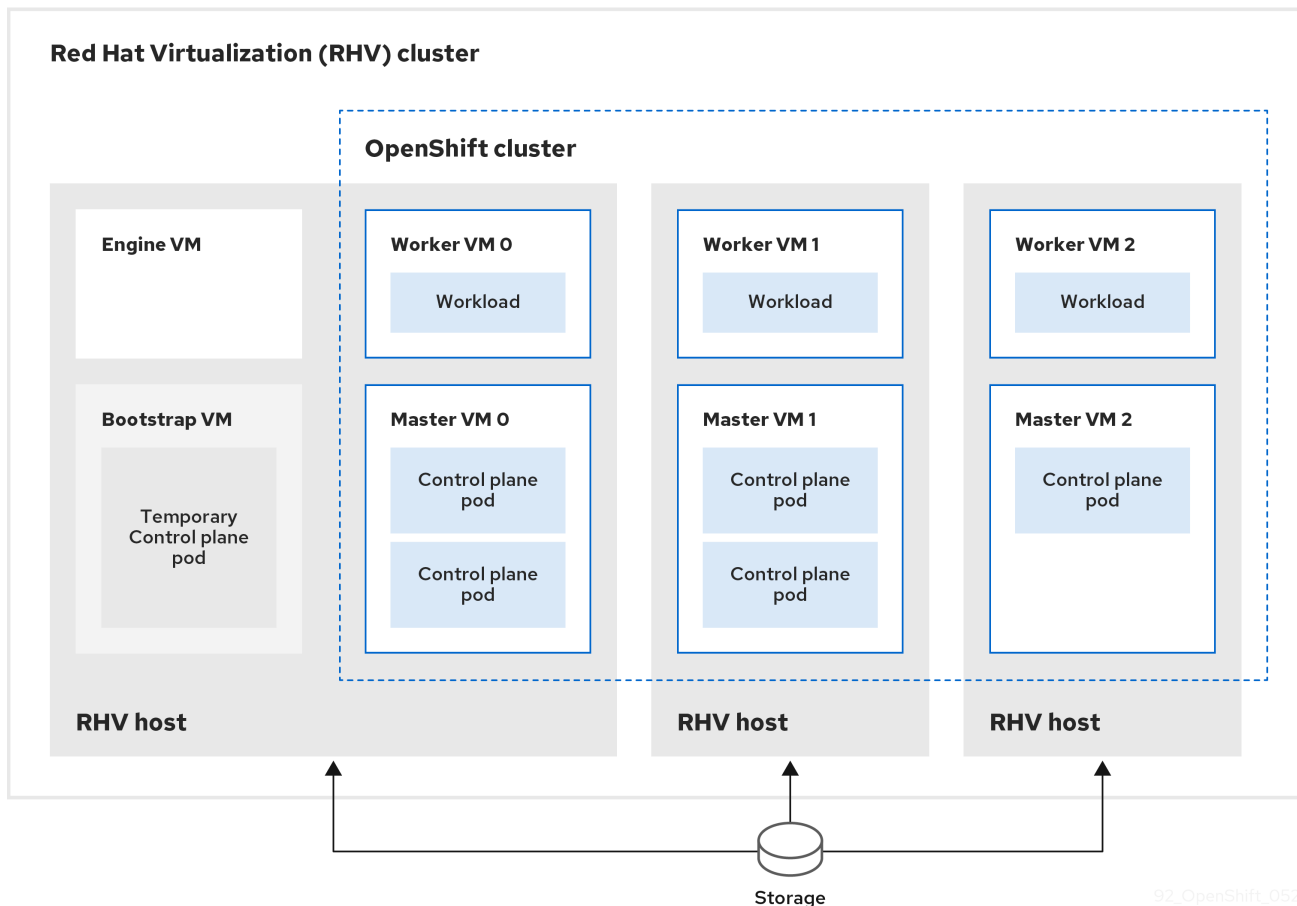 Red Hat Virtualization (RHV) cluster
OpenShift cluster
Engine VM
Bootstrap VM
Temporary
Control plane
pod
Worker VM 0
Workload
Master VM 0
Control plane
pod
Control plane
pod
RHV host
Worker VM 1
Workload
Master VM 1
Control plane
pod
Control plane
pod
RHV host
Worker VM 2
Workload
Master VM 2
Control plane
pod
RHV host
Storage
92_OpenShift_052